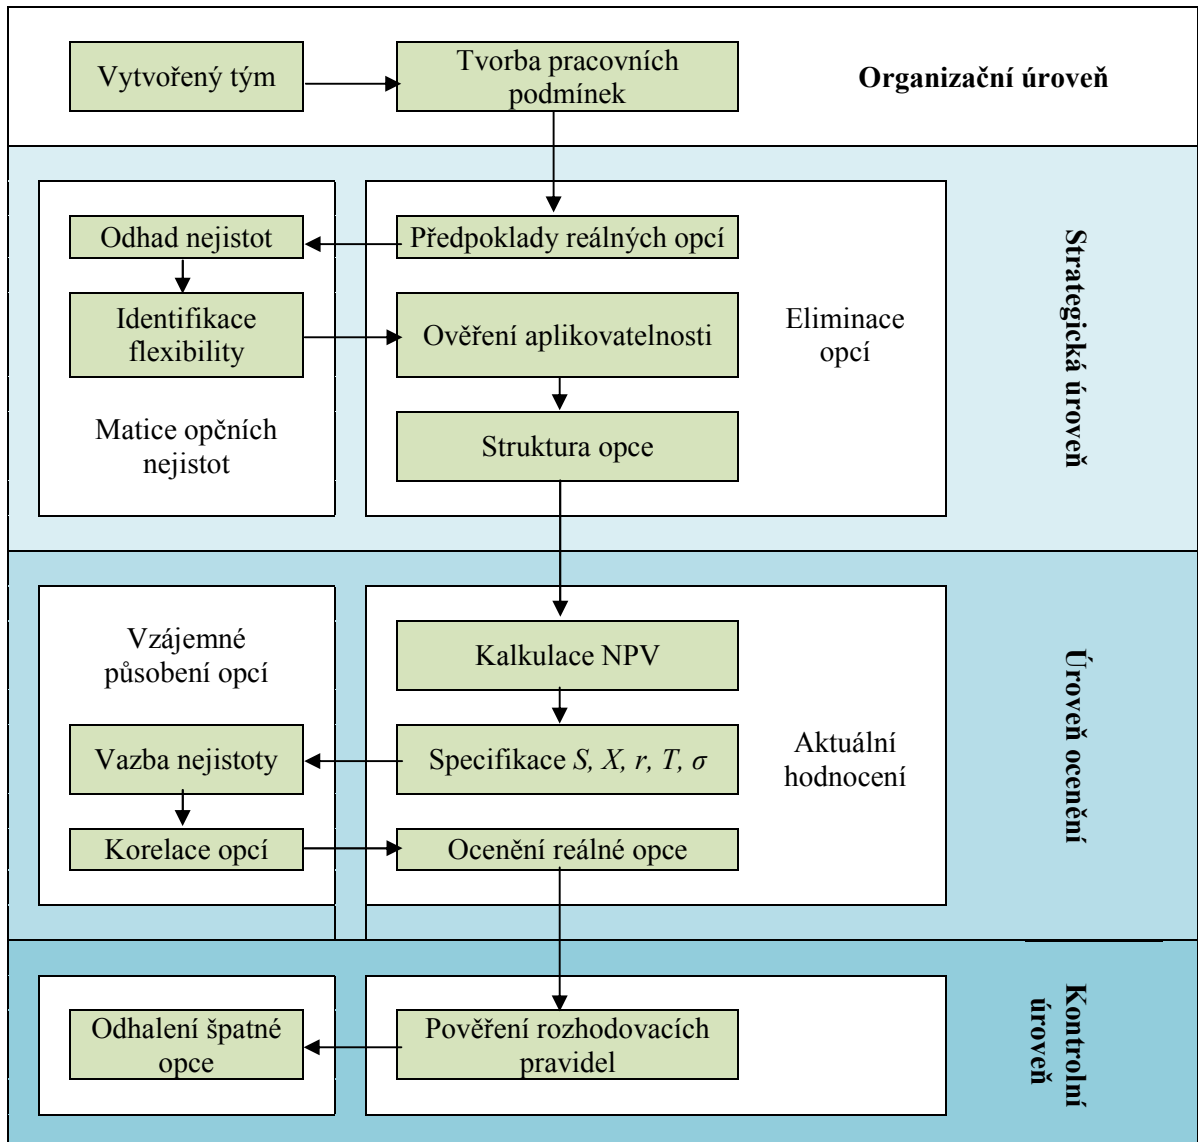 Vytvořený tým
Tvorba pracovních
podmínek
Organizační úroveň
Odhad nejistot
Předpoklady reálných opcí
Identifikace
flexibility
Ověření aplikovatelnosti
Eliminace
opcí
Matice opčních
nejistot
Struktura opce
Strategická úroveň
Vzájemné
působení opcí
Kalkulace NPV
Vazba nejistoty
Specifikace S, X, r, T, σ
Aktuální
hodnocení
Korelace opcí
Ocenění reálné opce
Úroveň ocenění
Odhalení špatné
opce
Pověření rozhodovacích
pravidel
Kontrolní
úroveň